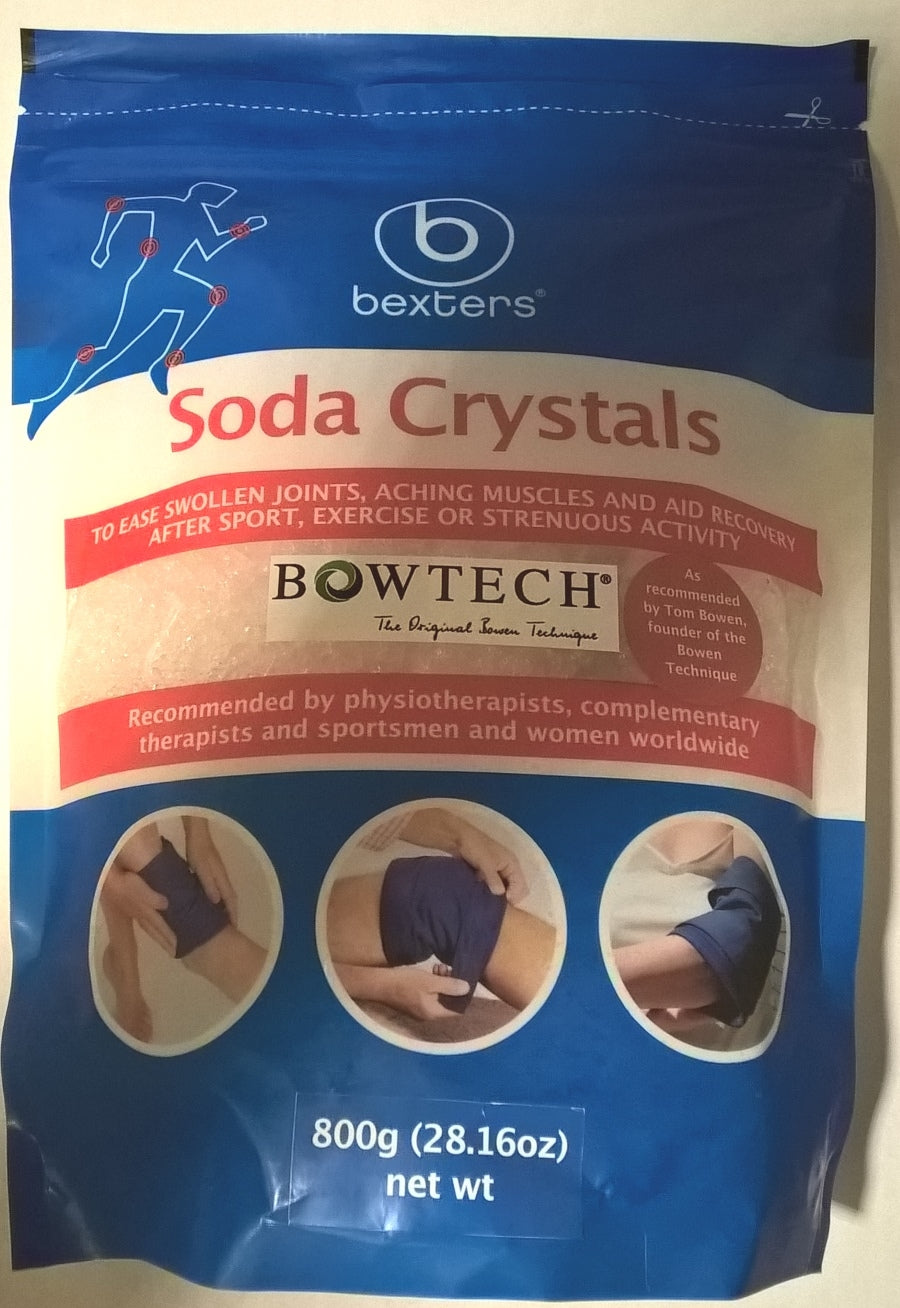 b
bexters®
Soda Crystals
TO EASE SWOLLEN JOINTS, ACHING MUSCLES AND AID RECOVERY
AFTER SPORT, EXERCISE OR STRENUOUS ACTIVITY
BOWTECH®
The Original Bowen Technique
As
recommended
by Tom Bowen,
founder of the
Bowen
Technique
Recommended by physiotherapists, complementary
therapists and sportsmen and women worldwide
800g (28.16oz)
net wt